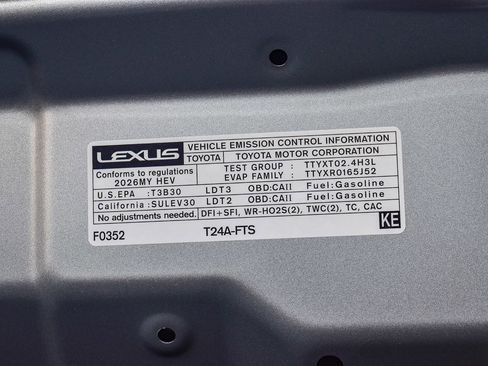 LEXUS VEHICLE EMISSION CONTROL INFORMATION
TOYOTA TOYOTA MOTOR CORPORATION
Conforms to regulations TEST GROUP : TTYXT02.4H3L
2026MY HEV EVAP FAMILY : TTYXR0165J52
U.S.EPA :T3B30 LDT3 OBD:CAII Fuel:Gasoline
California:SULEV30 LDT2 OBD:CAII Fuel:Gasoline
No adjustments needed. DFI+SFI, WR-HO2S(2), TWC(2), TC, CAC
F0352 T24A-FTS KE